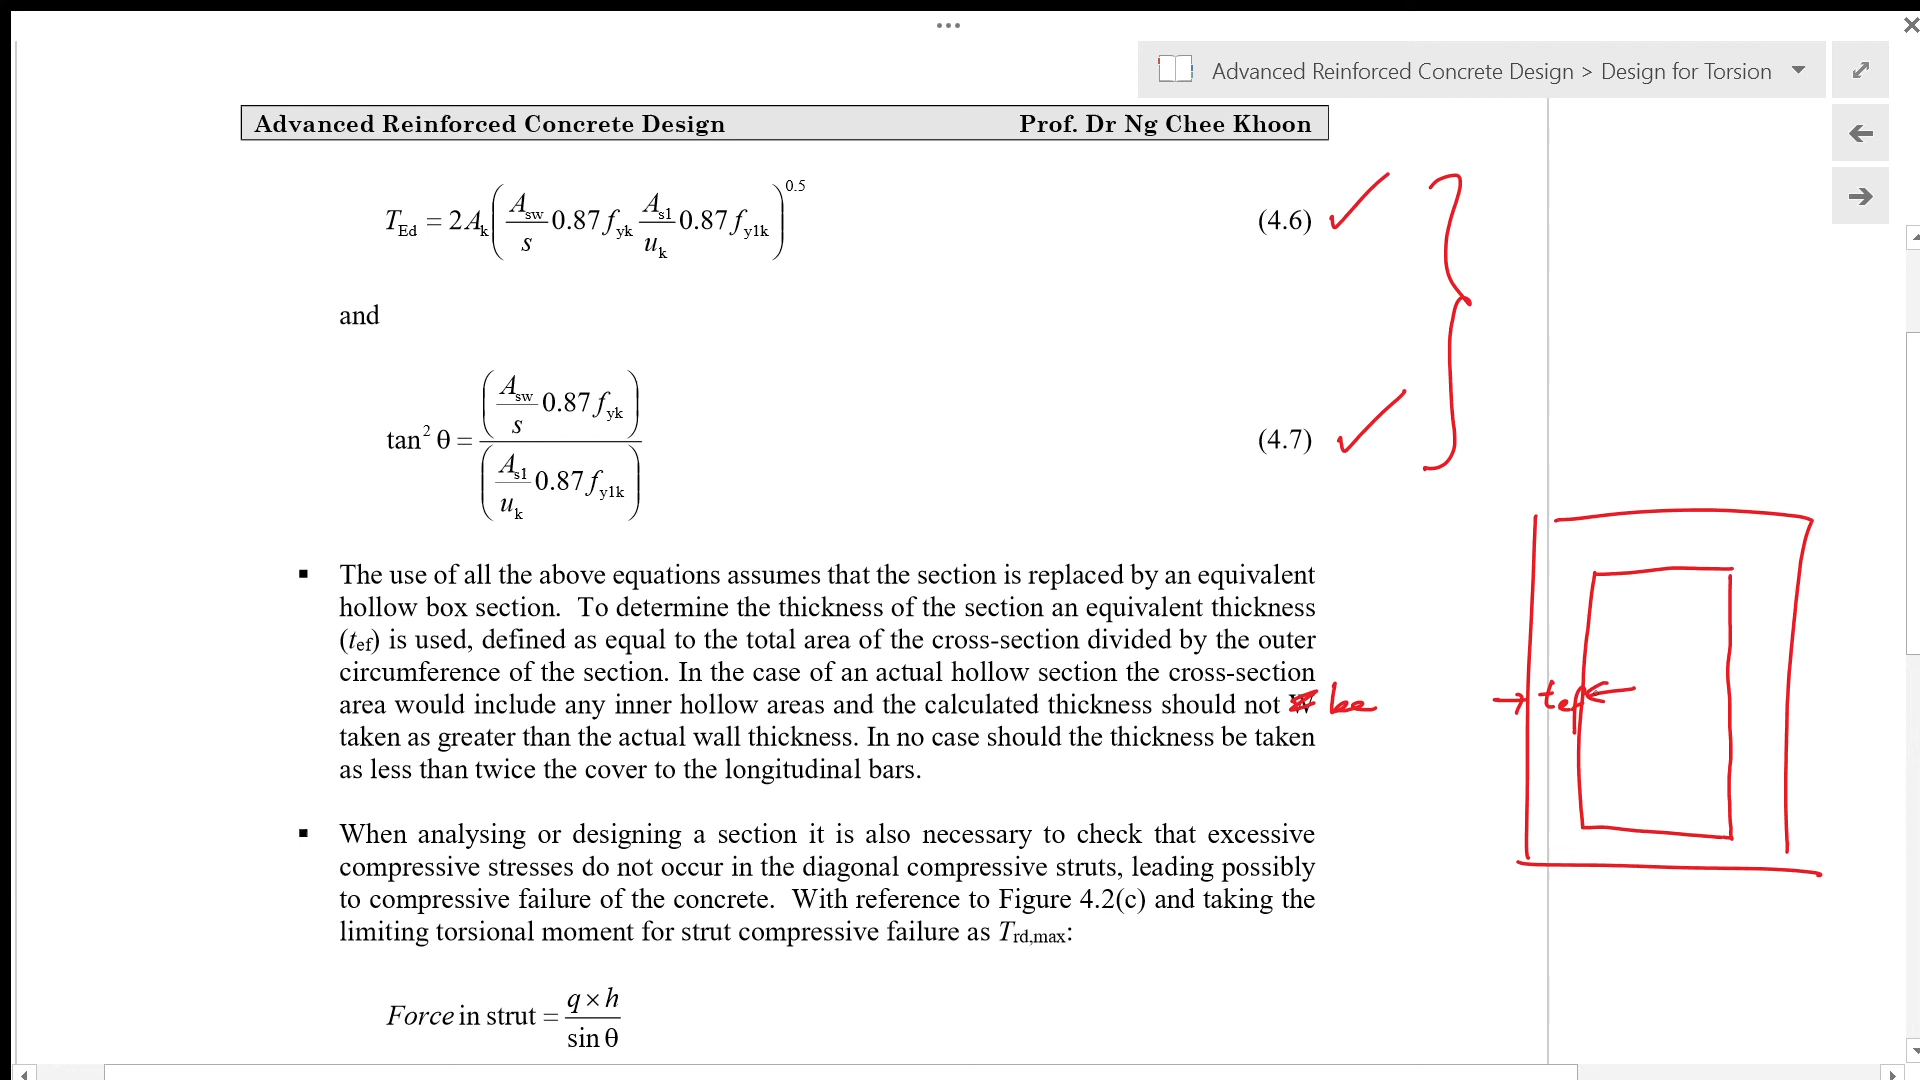 Advanced Reinforced Concrete Design > Design for Torsion
Advanced Reinforced Concrete Design Prof. Dr Ng Chee Khoon
T_Ed = 2A_k (A_sw/s 0.87f_yk A_s1/u_k 0.87f_y1k)^0.5 (4.6)
and
tan² θ = (A_sw/s 0.87f_yk) / (A_s1/u_k 0.87f_y1k) (4.7)
▪ The use of all the above equations assumes that the section is replaced by an equivalent
hollow box section. To determine the thickness of the section an equivalent thickness
(t_ef) is used, defined as equal to the total area of the cross-section divided by the outer
circumference of the section. In the case of an actual hollow section the cross-section
area would include any inner hollow areas and the calculated thickness should not be
taken as greater than the actual wall thickness. In no case should the thickness be taken
as less than twice the cover to the longitudinal bars.
→ t_ef ←
▪ When analysing or designing a section it is also necessary to check that excessive
compressive stresses do not occur in the diagonal compressive struts, leading possibly
to compressive failure of the concrete. With reference to Figure 4.2(c) and taking the
limiting torsional moment for strut compressive failure as T_rd,max:
Force in strut = (q × h) / (sin θ)